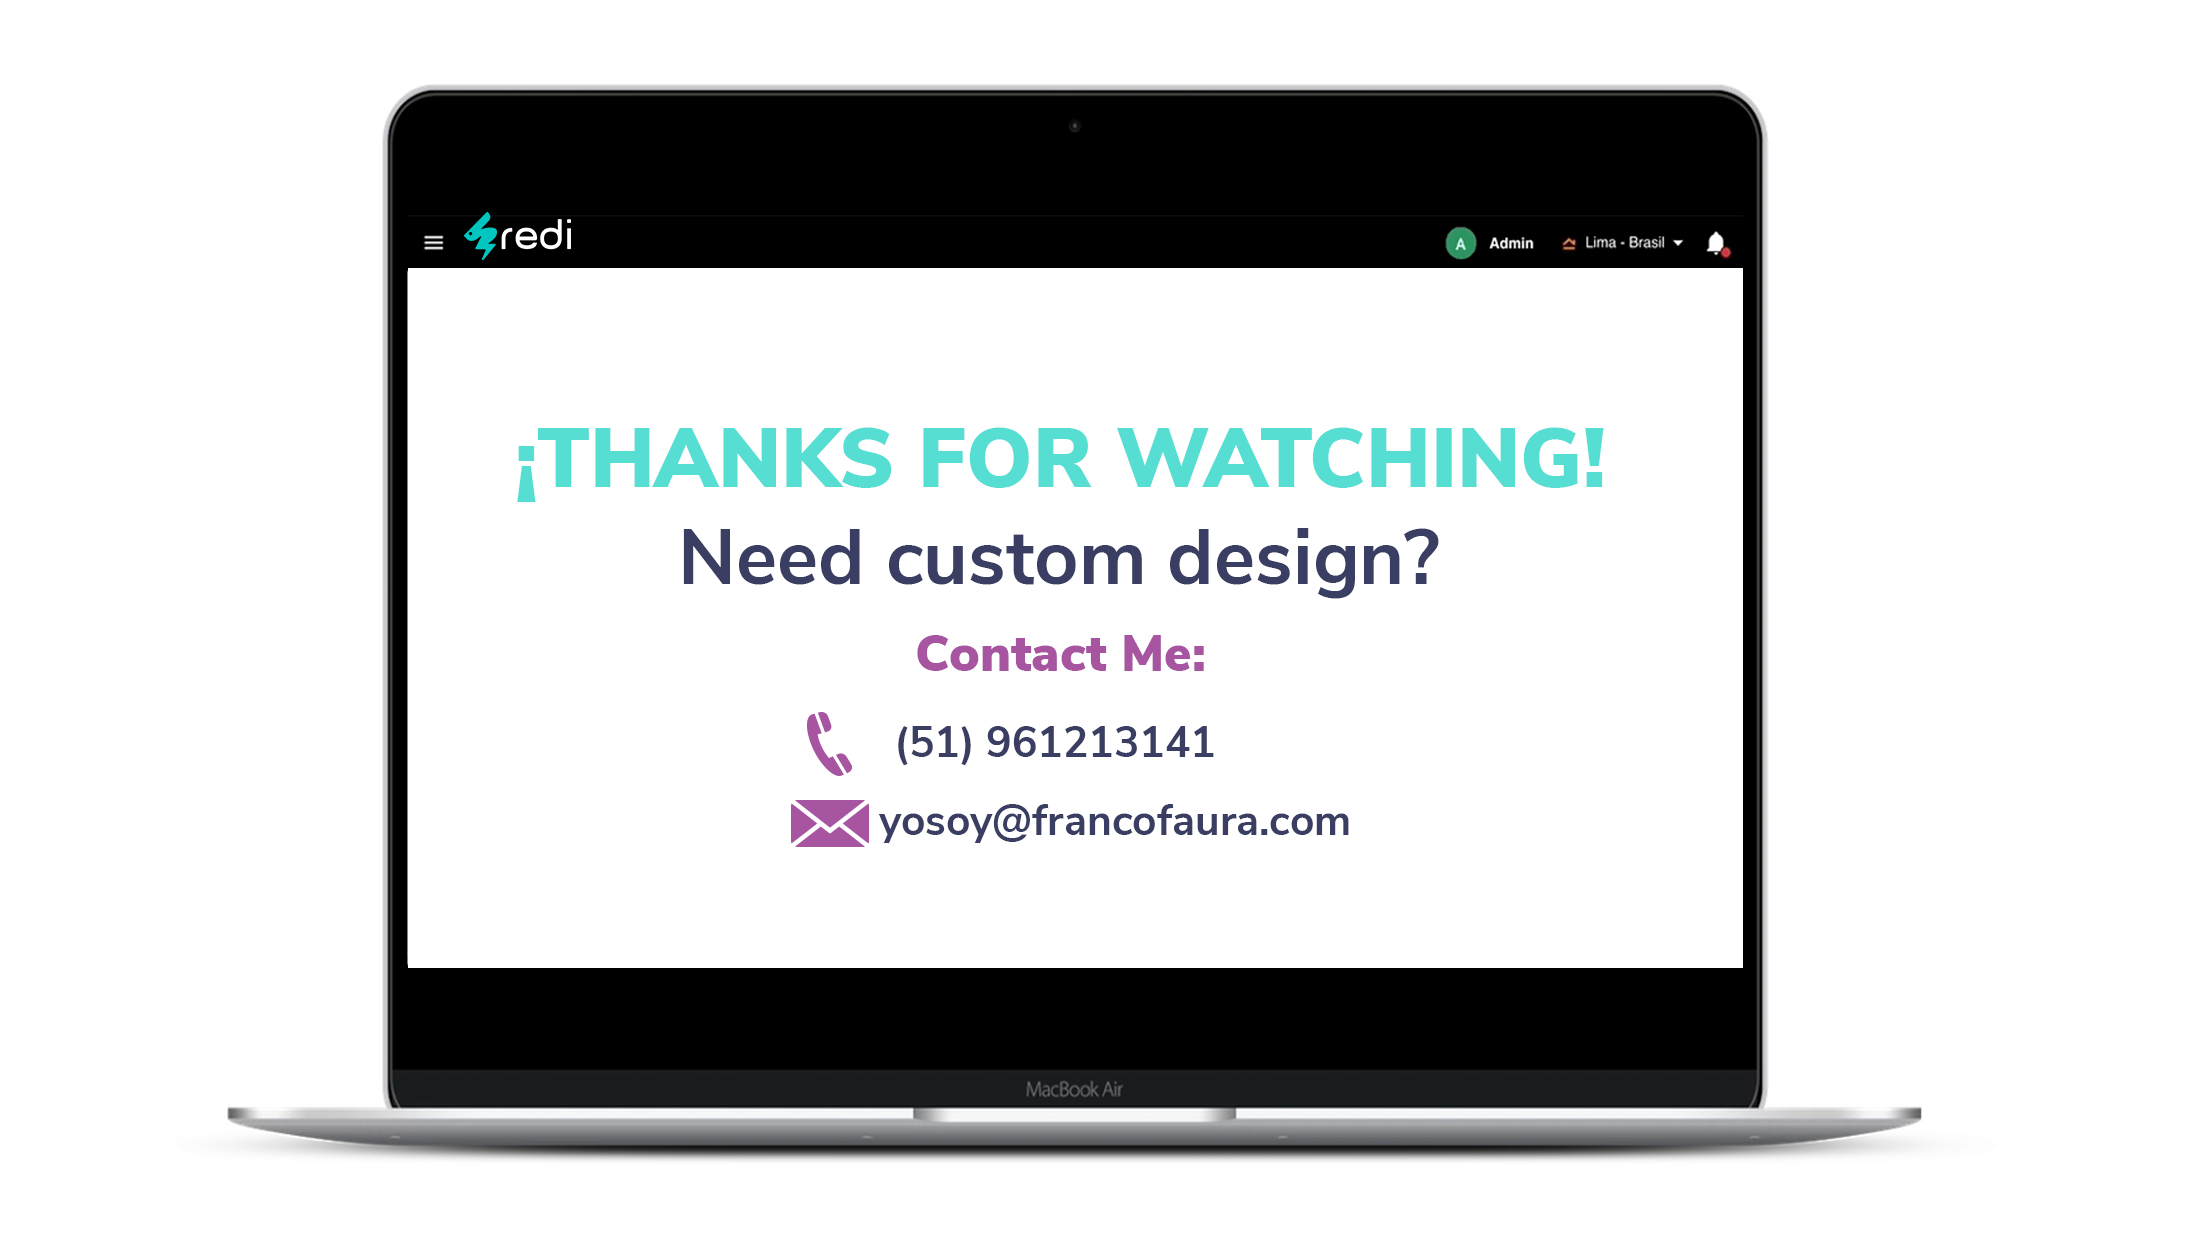 redi
A Admin Lima - Brasil
¡THANKS FOR WATCHING!
Need custom design?
Contact Me:
(51) 961213141
yosoy@francofaura.com
MacBook Air